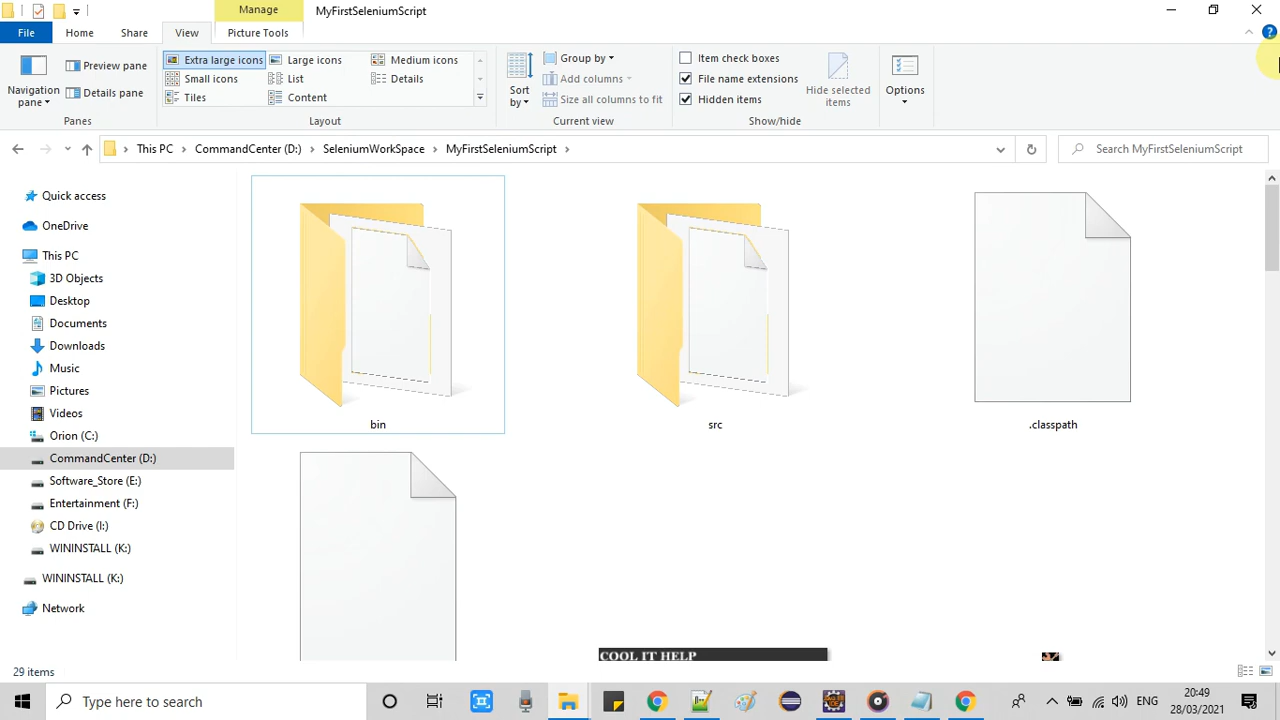 Manage
MyFirstSeleniumScript
File
Home
Share
View
Picture Tools
Navigation
pane
Preview pane
Details pane
Panes
Extra large icons
Large icons
Medium icons
Small icons
List
Details
Tiles
Content
Layout
Sort
by
Group by
Add columns
Size all columns to fit
Current view
Item check boxes
File name extensions
Hidden items
Hide selected
items
Show/hide
Options
This PC
CommandCenter (D:)
SeleniumWorkSpace
MyFirstSeleniumScript
Search MyFirstSeleniumScript
Quick access
OneDrive
This PC
3D Objects
Desktop
Documents
Downloads
Music
Pictures
Videos
Orion (C:)
CommandCenter (D:)
Software_Store (E:)
Entertainment (F:)
CD Drive (I:)
WININSTALL (K:)
WININSTALL (K:)
Network
bin
src
.classpath
COOL IT HELP
29 items
Type here to search
ENG
20:49
28/03/2021